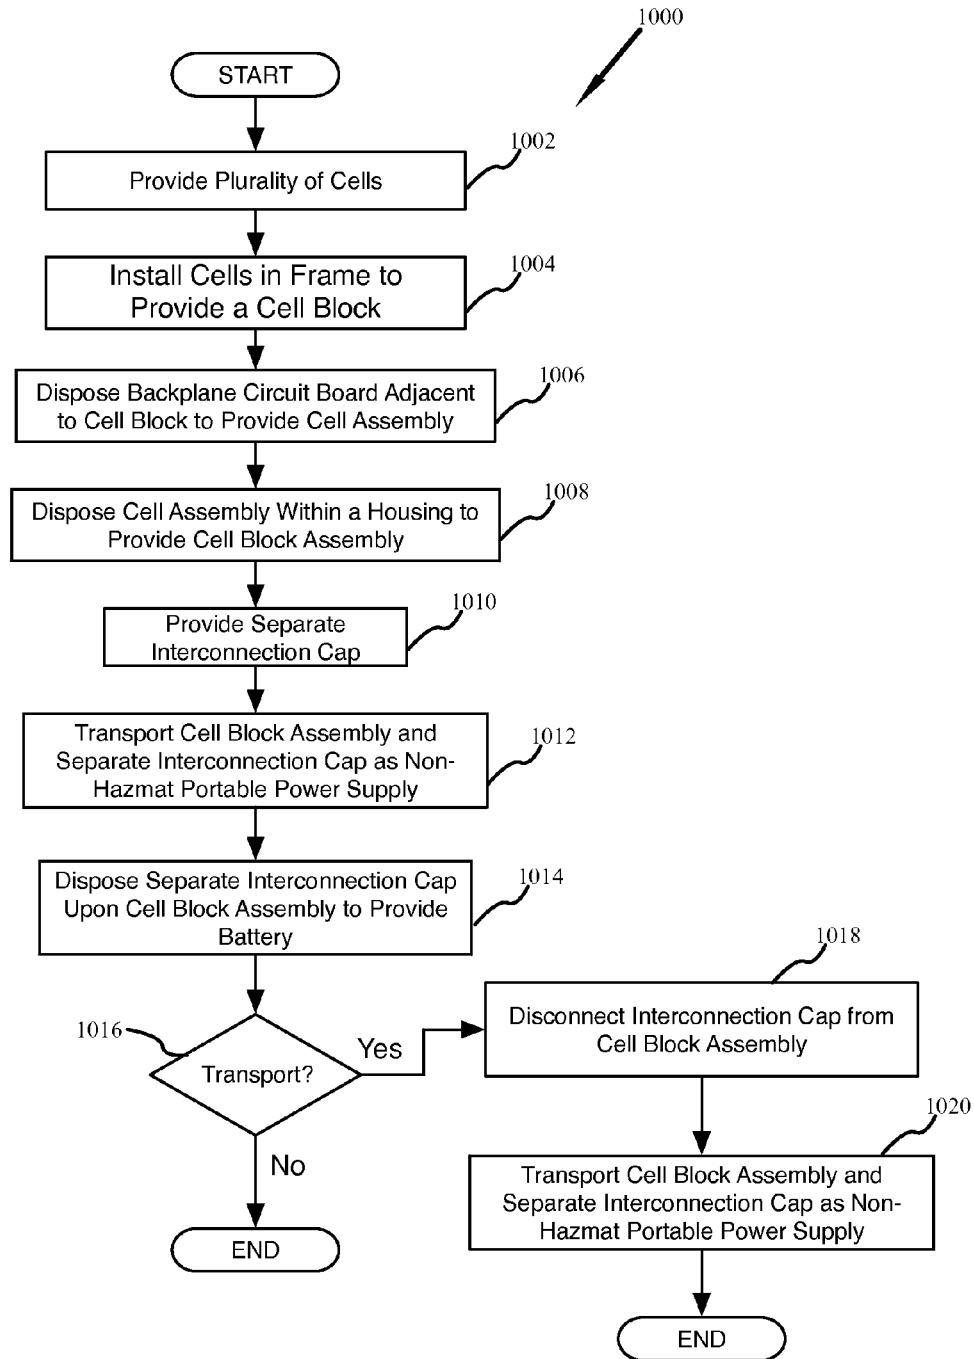 1000
START
1002
Provide Plurality of Cells
1004
Install Cells in Frame to
Provide a Cell Block
1006
Dispose Backplane Circuit Board Adjacent
to Cell Block to Provide Cell Assembly
1008
Dispose Cell Assembly Within a Housing to
Provide Cell Block Assembly
1010
Provide Separate
Interconnection Cap
1012
Transport Cell Block Assembly and
Separate Interconnection Cap as Non-
Hazmat Portable Power Supply
1014
Dispose Separate Interconnection Cap
Upon Cell Block Assembly to Provide
Battery
1016
Transport?
Yes
No
END
1018
Disconnect Interconnection Cap from
Cell Block Assembly
1020
Transport Cell Block Assembly and
Separate Interconnection Cap as Non-
Hazmat Portable Power Supply
END